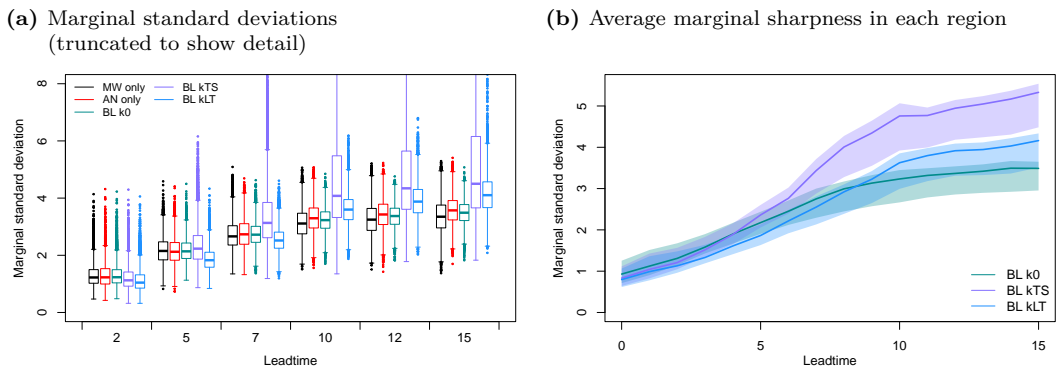 (a) Marginal standard deviations
(truncated to show detail)
Marginal standard deviation
8
6
4
2
0
MW only
AN only
BL k0
BL kTS
BL kLT
2 5 7 10 12 15
Leadtime
(b) Average marginal sharpness in each region
Marginal standard deviation
5
4
3
2
1
0
BL k0
BL kTS
BL kLT
0 5 10 15
Leadtime